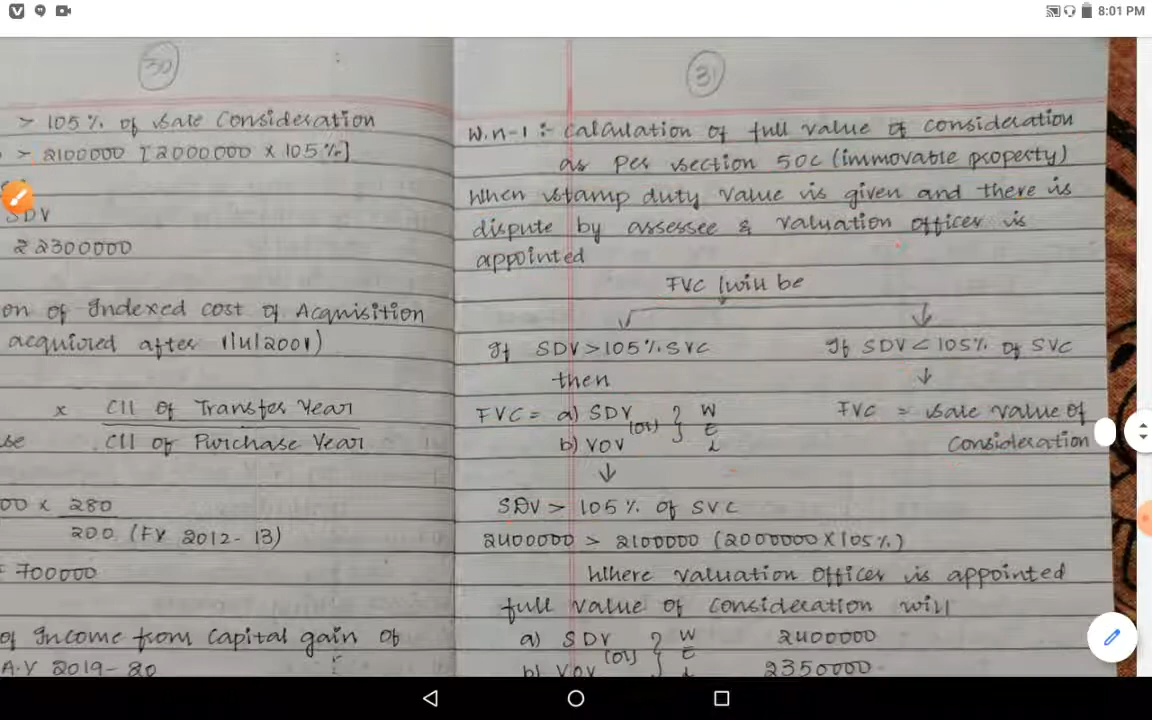 8:01 PM
30
> 105 % of Sale Consideration
> 2100000 [2000000 x 105 %]
SDV
22300000
on of Indexed cost of Acquisition
acquired after 1/4/2001)
x CII of Transfer Year
se CII of Purchase Year
00 x 280
200 (FY 2012-13)
= 700000
of Income from Capital gain of
A.Y 2019-20
31
W.n-1 :- Calculation of full value of consideration
as per section 50C (immovable property)
When stamp duty value is given and there is
dispute by assessee & valuation officer is
appointed
FVC will be
If SDV > 105% SVC
If SDV < 105% of SVC
then
FVC = a) SDV
(or)
b) VOV
W
E
L
FVC = Sale value of
Consideration
SDV > 105 % of SVC
2400000 > 2100000 (2000000 x 105 %)
Where valuation officer is appointed
full value of consideration will
a) SDV W 2400000
(or) E
b) VOV L 2350000